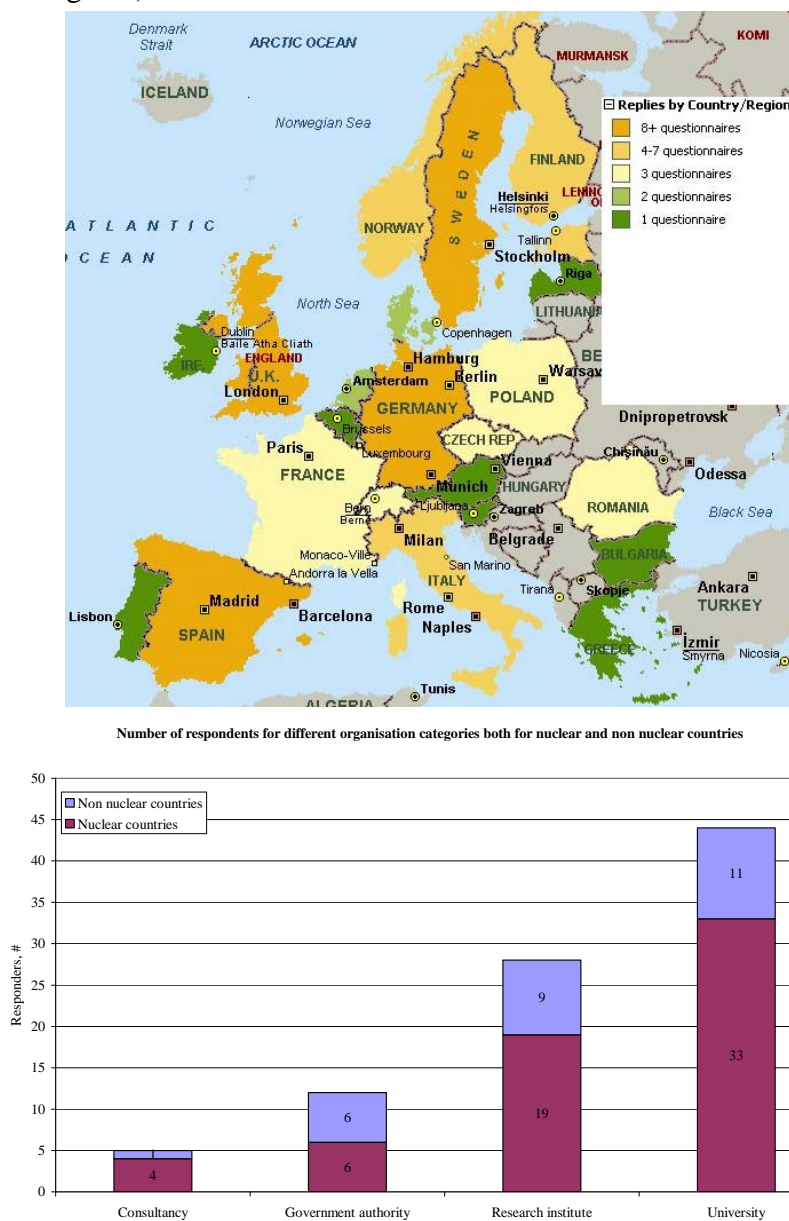 Denmark
Strait
ARCTIC OCEAN
MURMANSK
KOMI
ICELAND
Norwegian Sea
Replies by Country/Region
8+ questionnaires
4-7 questionnaires
3 questionnaires
2 questionnaires
1 questionnaire
FINLAND
SWEDEN
Helsinki
Helsingfors
NORWAY
ATLANTIC
OCEAN
Tallinn
Stockholm
Riga
North Sea
LITHUANIA
Copenhagen
Dublin
Baile Atha Cliath
IRE.
ENGLAND
U.K.
London
Hamburg
Amsterdam
Berlin
Warsaw
POLAND
GERMANY
Brussels
Dnipropetrovsk
CZECH REP.
Luxembourg
Paris
Chişinău
Vienna
Odessa
FRANCE
Munich
HUNGARY
Bern
Berne
Ljubljana
Zagreb
ROMANIA
Milan
Belgrade
Black Sea
Monaco-Ville
San Marino
BULGARIA
Andorra la Vella
ITALY
Skopje
Tirana
Ankara
TURKEY
Madrid
Barcelona
Rome
Naples
Lisbon
SPAIN
GREECE
İzmir
Smyrna
Nicosia
Tunis
ALGERIA
Number of respondents for different organisation categories both for nuclear and non nuclear countries
50
45
40
35
30
25
20
15
10
5
0
Responders, #
Non nuclear countries
Nuclear countries
4
1
6
6
9
19
11
33
Consultancy
Government authority
Research institute
University